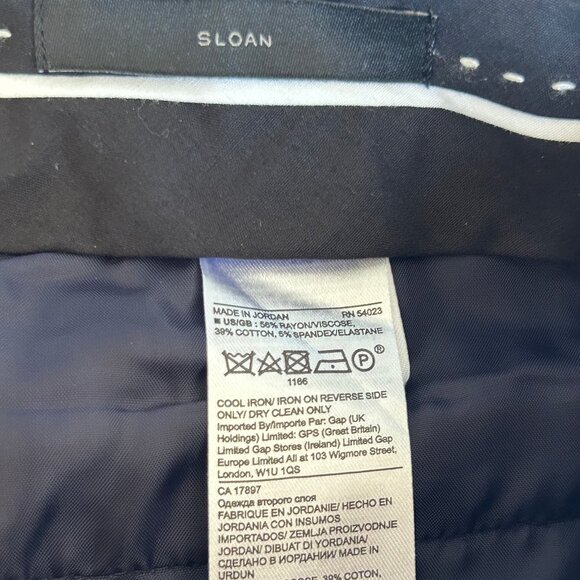 SLOAN
MADE IN JORDAN RN 54023
■ US/GB : 56% RAYON/VISCOSE,
39% COTTON, 5% SPANDEX/ELASTANE
P®
1166
COOL IRON/ IRON ON REVERSE SIDE
ONLY/ DRY CLEAN ONLY
Imported By/Importe Par: Gap (UK
Holdings) Limited: GPS (Great Britain)
Limited Gap Stores (Ireland) Limited Gap
Europe Limited All at 103 Wigmore Street,
London, W1U 1QS
CA 17897
Одежда второго слоя
FABRIQUÉ EN JORDANIE/ HECHO EN
JORDANIA CON INSUMOS
IMPORTADOS/ ZEMLJA PROIZVODNJE
JORDAN/ DIBUAT DI YORDANIA/
СДЕЛАНО В ИОРДАНИИ/ MADE IN
URDUN
39% COTTON,